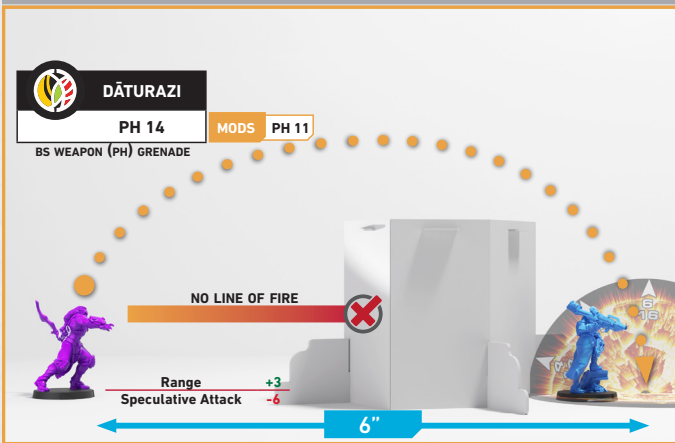 DĀTURAZI
PH 14
MODS PH 11
BS WEAPON (PH) GRENADE
NO LINE OF FIRE
Range +3
Speculative Attack -6
6”